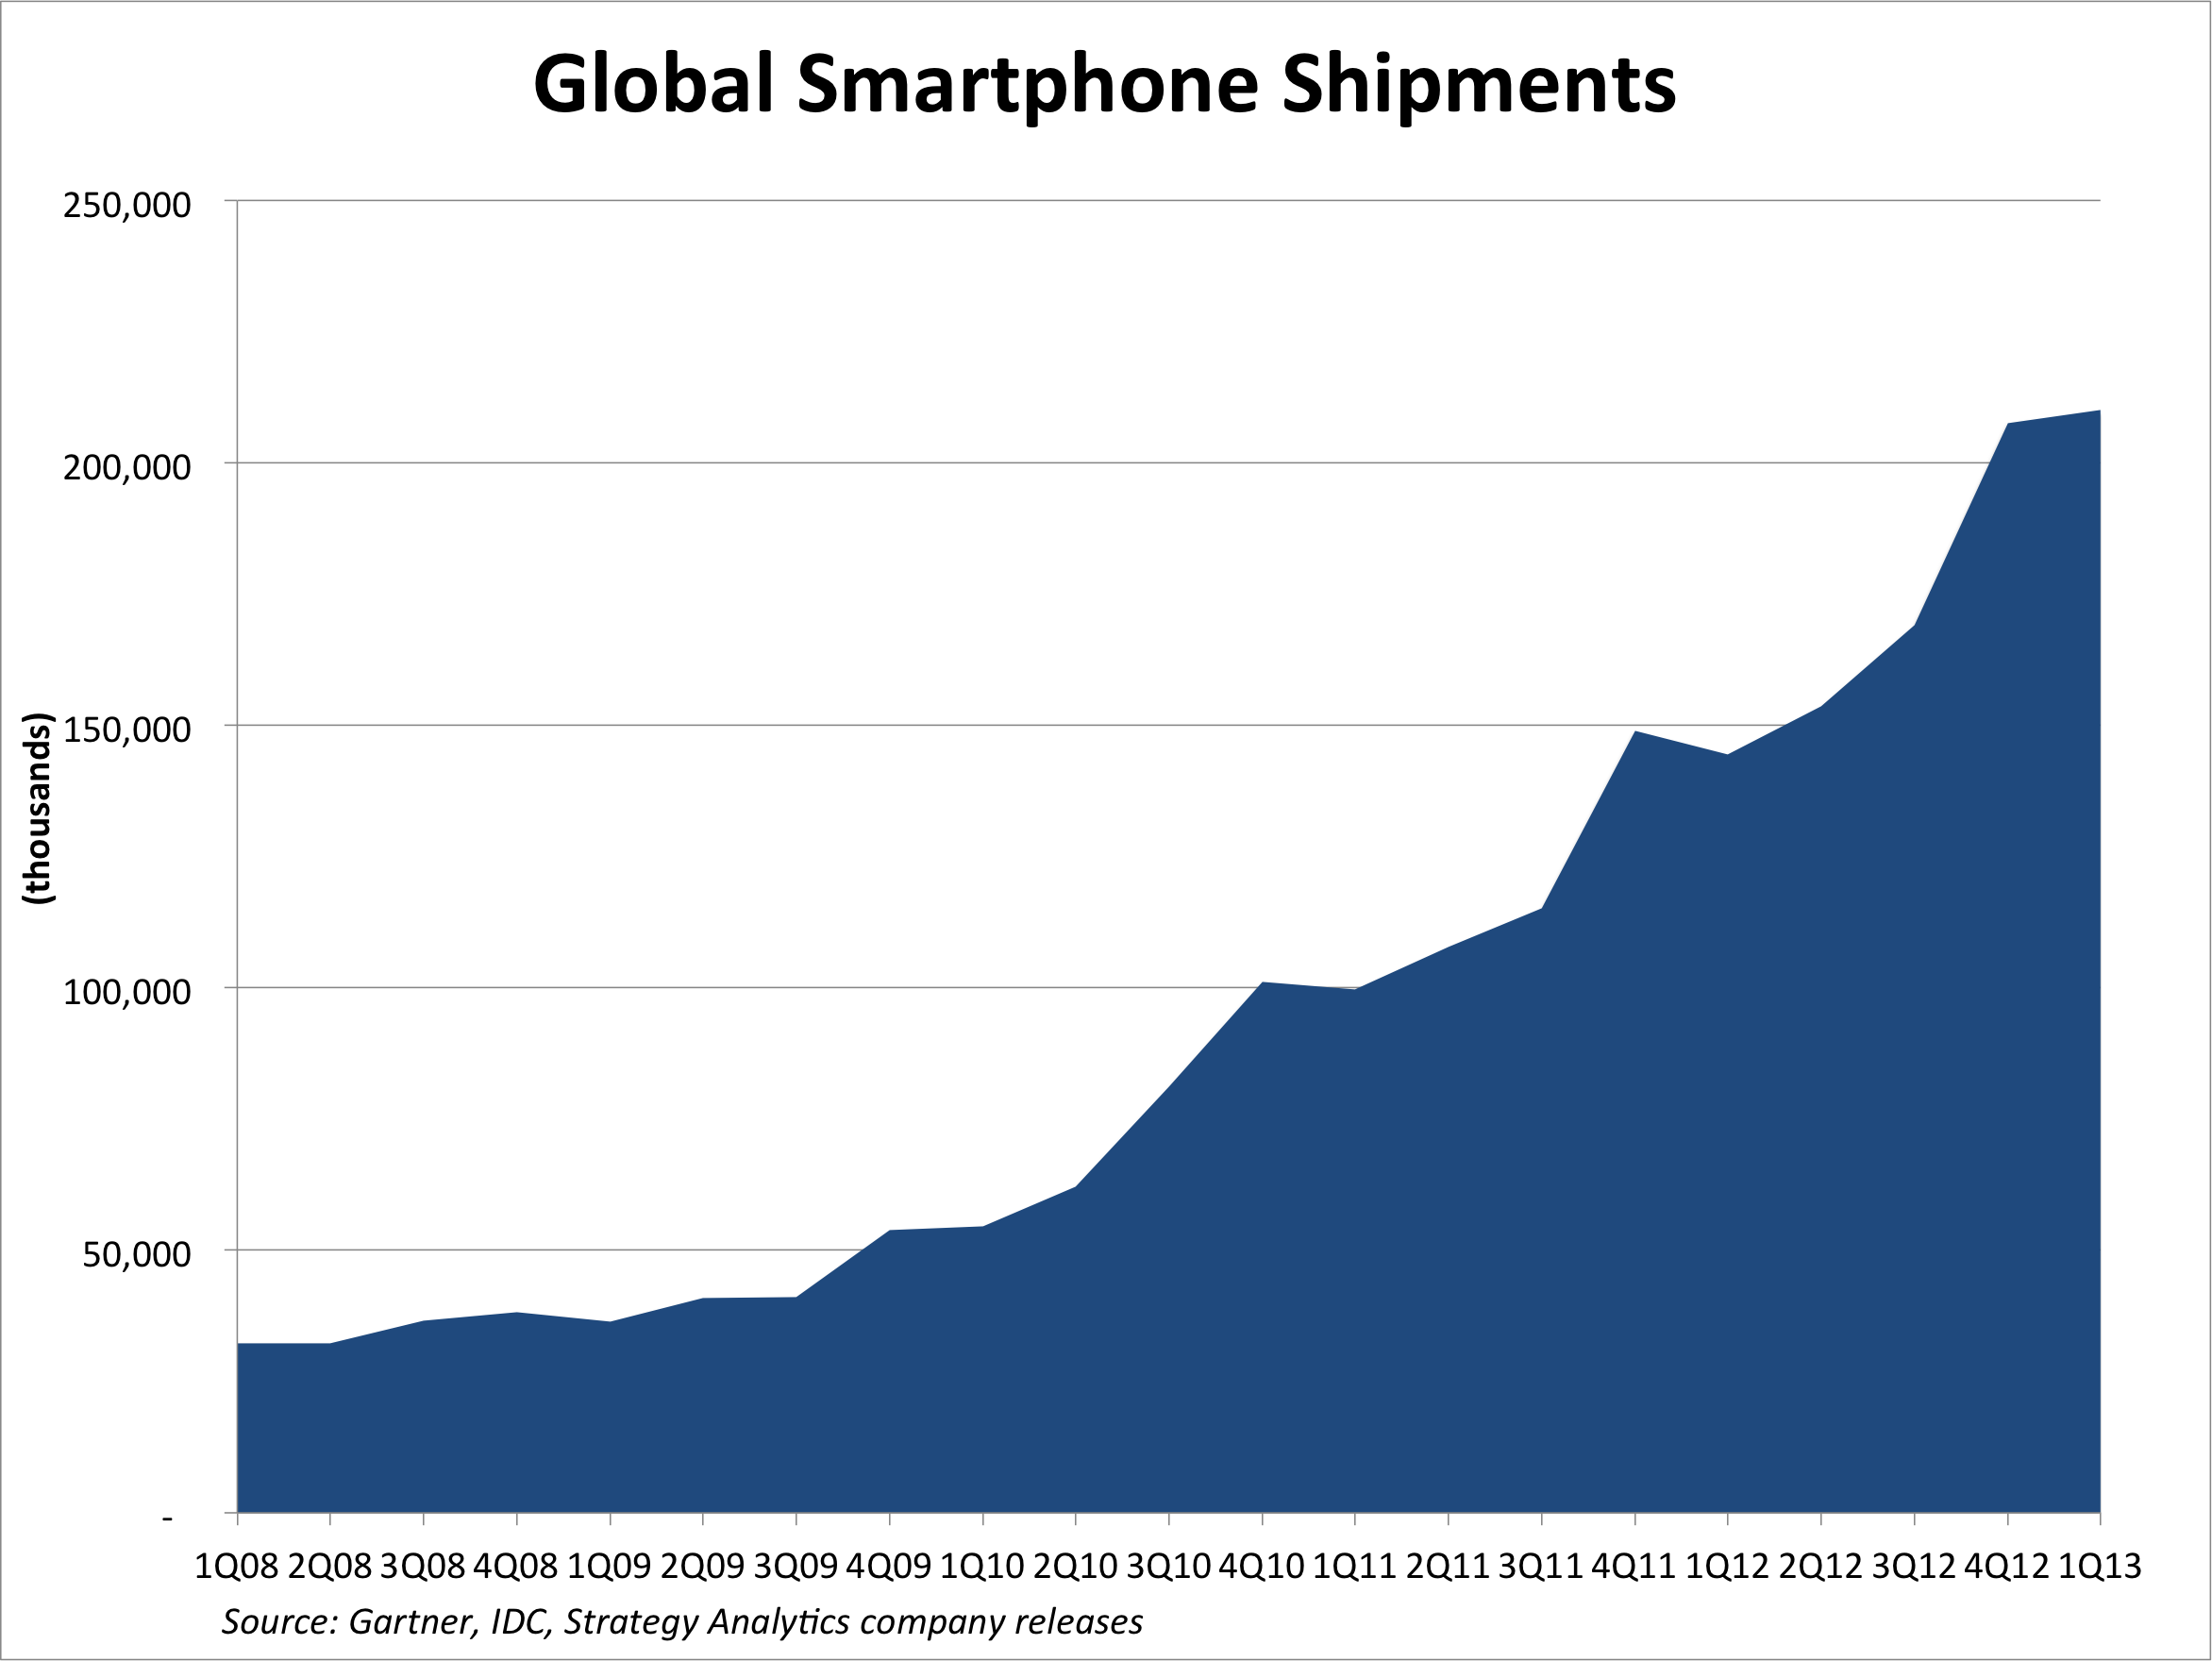 Global Smartphone Shipments
250,000
200,000
150,000
100,000
50,000
-
(thousands)
1Q08 2Q08 3Q08 4Q08 1Q09 2Q09 3Q09 4Q09 1Q10 2Q10 3Q10 4Q10 1Q11 2Q11 3Q11 4Q11 1Q12 2Q12 3Q12 4Q12 1Q13
Source: Gartner, IDC, Strategy Analytics company releases